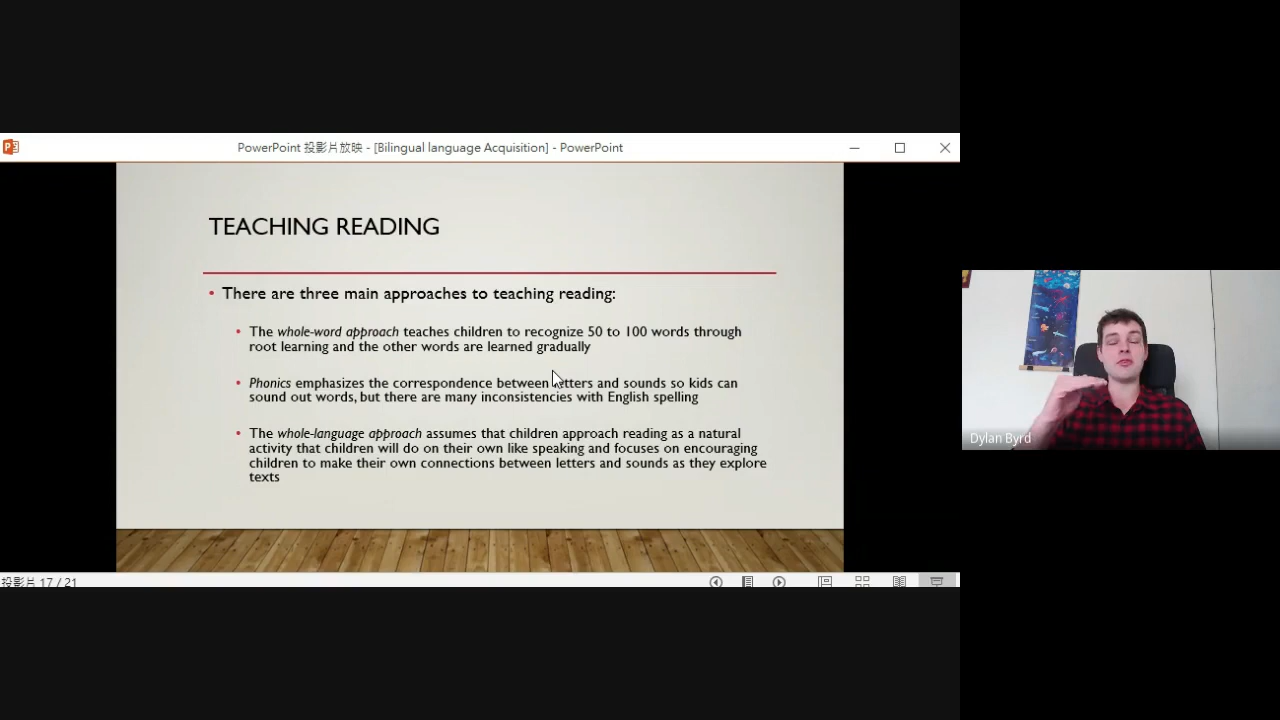 PowerPoint 投影片放映 - [Bilingual language Acquisition] - PowerPoint
TEACHING READING
• There are three main approaches to teaching reading:
• The whole-word approach teaches children to recognize 50 to 100 words through
root learning and the other words are learned gradually
• Phonics emphasizes the correspondence between letters and sounds so kids can
sound out words, but there are many inconsistencies with English spelling
• The whole-language approach assumes that children approach reading as a natural
activity that children will do on their own like speaking and focuses on encouraging
children to make their own connections between letters and sounds as they explore
texts
Dylan Byrd
投影片 17 / 21